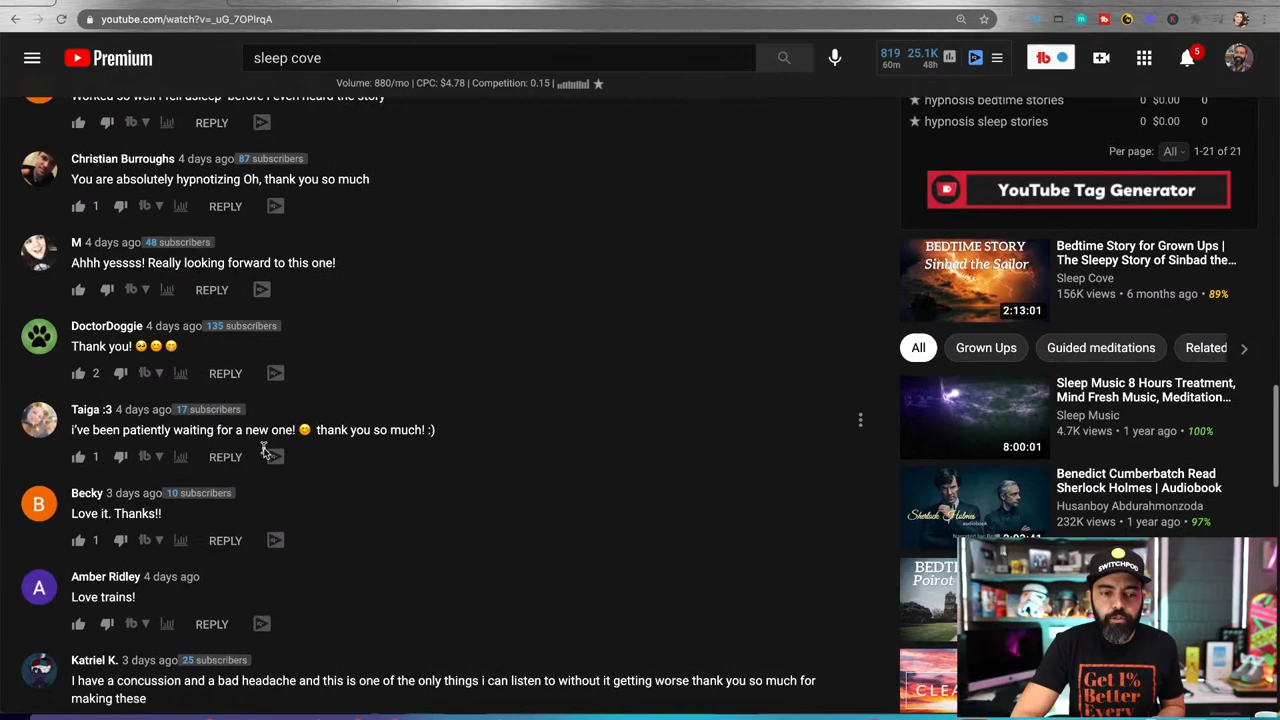 youtube.com/watch?v=_uG_7OPIrqA
Premium
sleep cove
819 25.1K
60m 48h
5
Volume: 880/mo | CPC: $4.78 | Competition: 0.15
Worked so well I fell asleep before I even heard the story
REPLY
Christian Burroughs 4 days ago 87 subscribers
You are absolutely hypnotizing Oh, thank you so much
1 REPLY
M 4 days ago 48 subscribers
Ahhh yessss! Really looking forward to this one!
REPLY
DoctorDoggie 4 days ago 135 subscribers
Thank you! 🥺😊😋
2 REPLY
Taiga :3 4 days ago 17 subscribers
i've been patiently waiting for a new one! 😊 thank you so much! :)
1 REPLY
Becky 3 days ago 10 subscribers
B
Love it. Thanks!!
1 REPLY
Amber Ridley 4 days ago
A
Love trains!
REPLY
Katriel K. 3 days ago 25 subscribers
I have a concussion and a bad headache and this is one of the only things i can listen to without it getting worse thank you so much for
making these
★ hypnosis bedtime stories 0 $0.00 0
★ hypnosis sleep stories 0 $0.00 0
Per page: All 1-21 of 21
YouTube Tag Generator
BEDTIME STORY
Sinbad the Sailor
2:13:01
Bedtime Story for Grown Ups |
The Sleepy Story of Sinbad the...
Sleep Cove
156K views • 6 months ago • 89%
All Grown Ups Guided meditations Related
8:00:01
Sleep Music 8 Hours Treatment,
Mind Fresh Music, Meditation...
Sleep Music
4.7K views • 1 year ago • 100%
SHERLOCK HOLMES
audiobook
Benedict Cumberbatch Read
Sherlock Holmes | Audiobook
Husanboy Abdurahmonzoda
232K views • 1 year ago • 97%
BEDT
Poirot
CLEA
SWITCHPOD
Get 1%
Better
Every